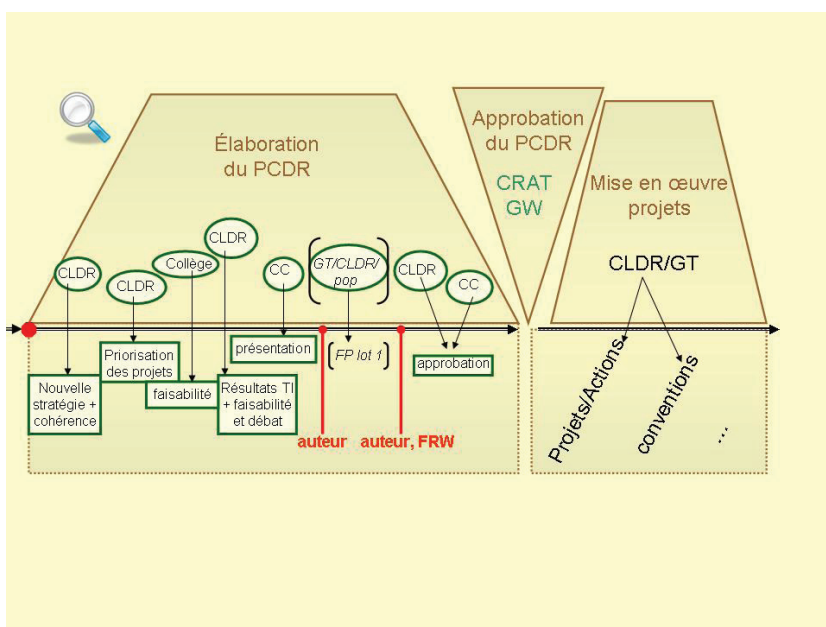 Élaboration
du PCDR
Approbation
du PCDR
CRAT
GW
Mise en œuvre
projets
CLDR/GT
CLDR
CLDR
Collège
CLDR
CC
GT/CLDR/
pop
CLDR
CC
Nouvelle
stratégie +
cohérence
Priorisation
des projets
faisabilité
Résultats TI
+ faisabilité
et débat
présentation
FP lot 1
approbation
auteur
auteur, FRW
Projets/Actions
conventions
...